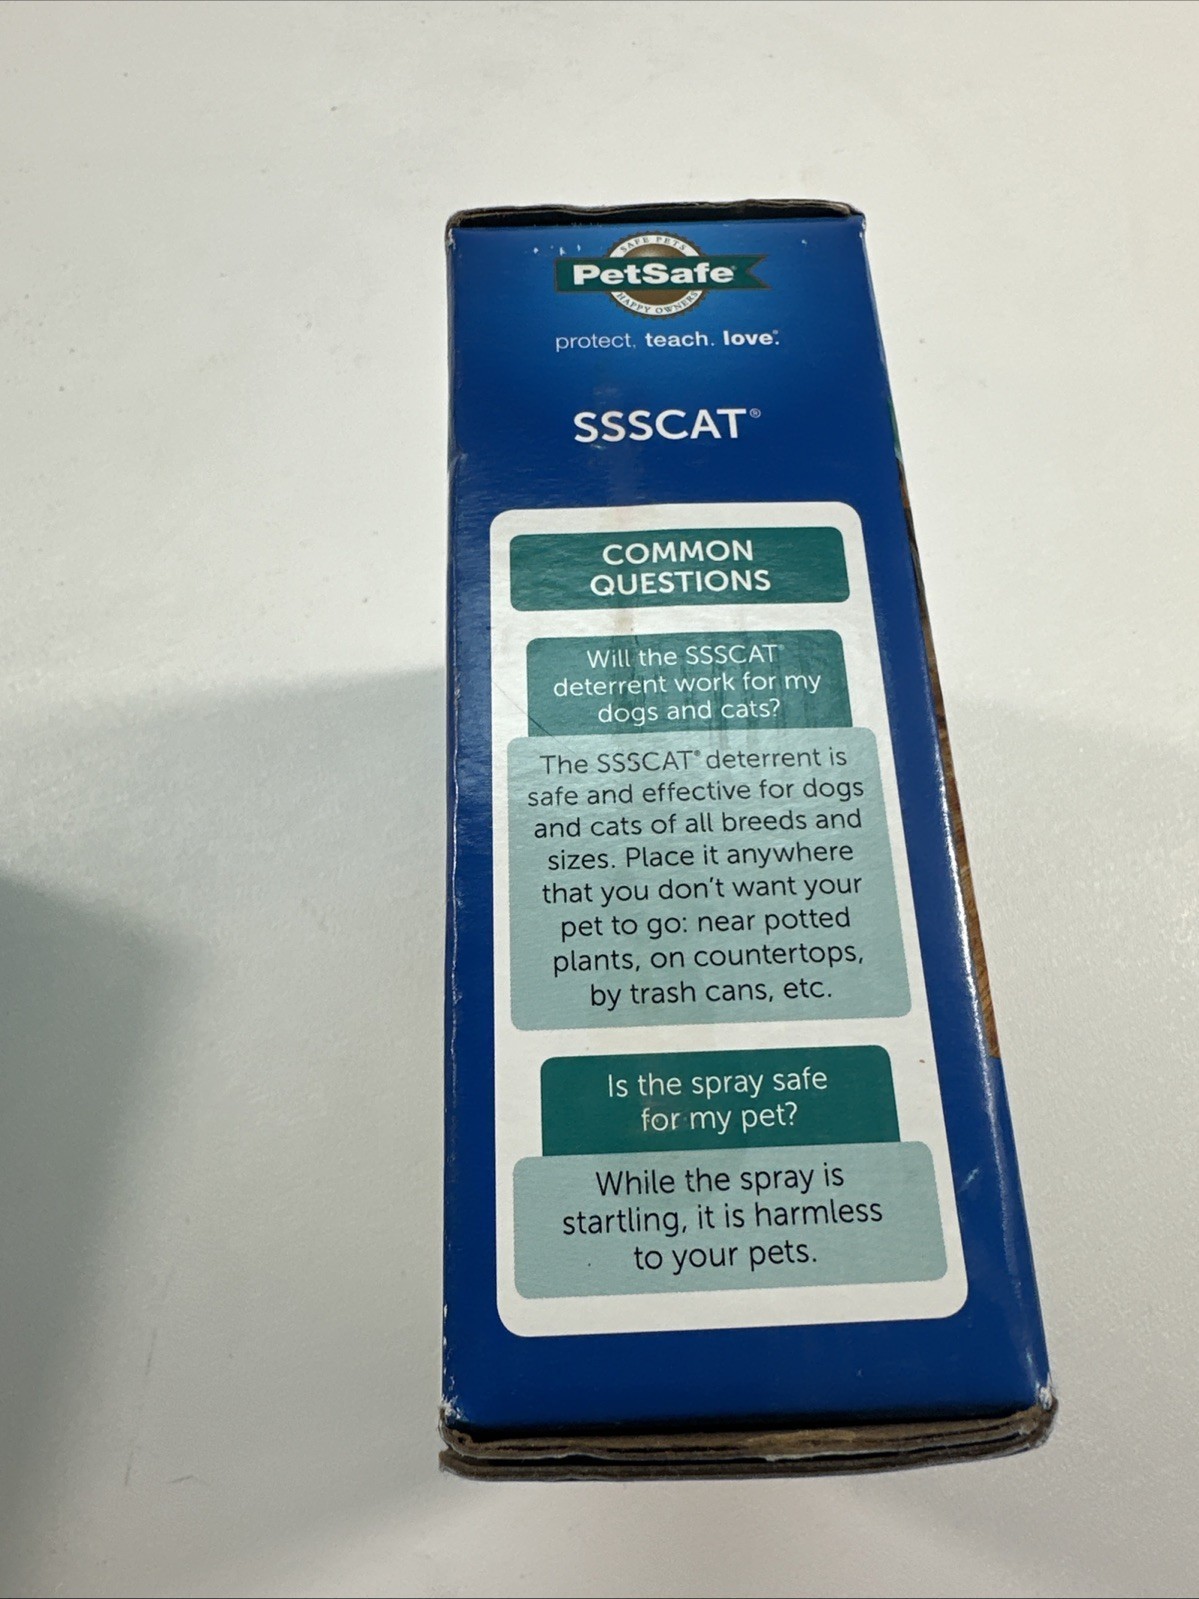 SAFE PETS
PetSafe®
HAPPY OWNERS
protect. teach. love.®
SSSCAT®
COMMON
QUESTIONS
Will the SSSCAT®
deterrent work for my
dogs and cats?
The SSSCAT® deterrent is
safe and effective for dogs
and cats of all breeds and
sizes. Place it anywhere
that you don't want your
pet to go: near potted
plants, on countertops,
by trash cans, etc.
Is the spray safe
for my pet?
While the spray is
startling, it is harmless
to your pets.